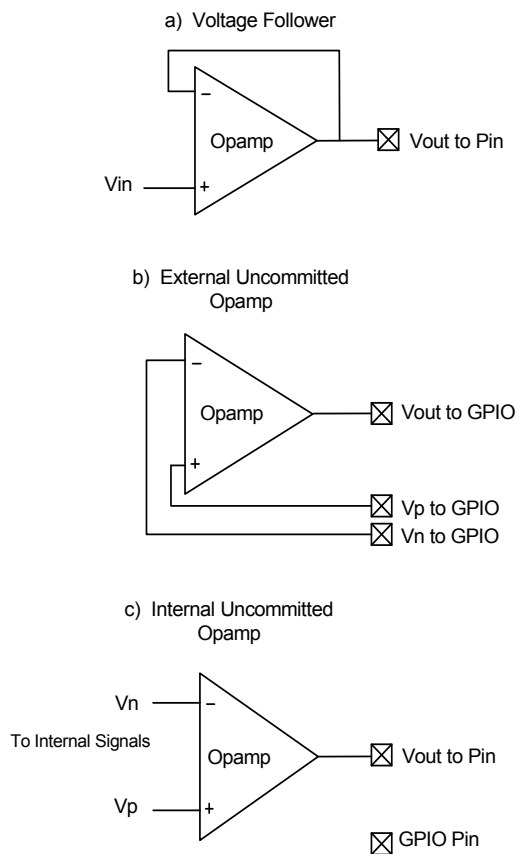 a) Voltage Follower
−
Opamp
Vout to Pin
Vin
+
b) External Uncommitted
Opamp
−
Opamp
Vout to GPIO
+
Vp to GPIO
Vn to GPIO
c) Internal Uncommitted
Opamp
Vn
−
To Internal Signals
Opamp
Vout to Pin
Vp
+
GPIO Pin